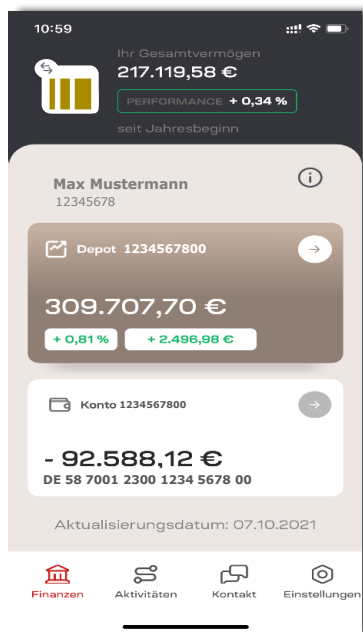 10:59
Ihr Gesamtvermögen
217.119,58 €
PERFORMANCE + 0,34 %
seit Jahresbeginn
Max Mustermann
12345678
Depot 1234567800
309.707,70 €
+ 0,81 % + 2.496,98 €
Konto 1234567800
- 92.588,12 €
DE 58 7001 2300 1234 5678 00
Aktualisierungsdatum: 07.10.2021
Finanzen Aktivitäten Kontakt Einstellungen